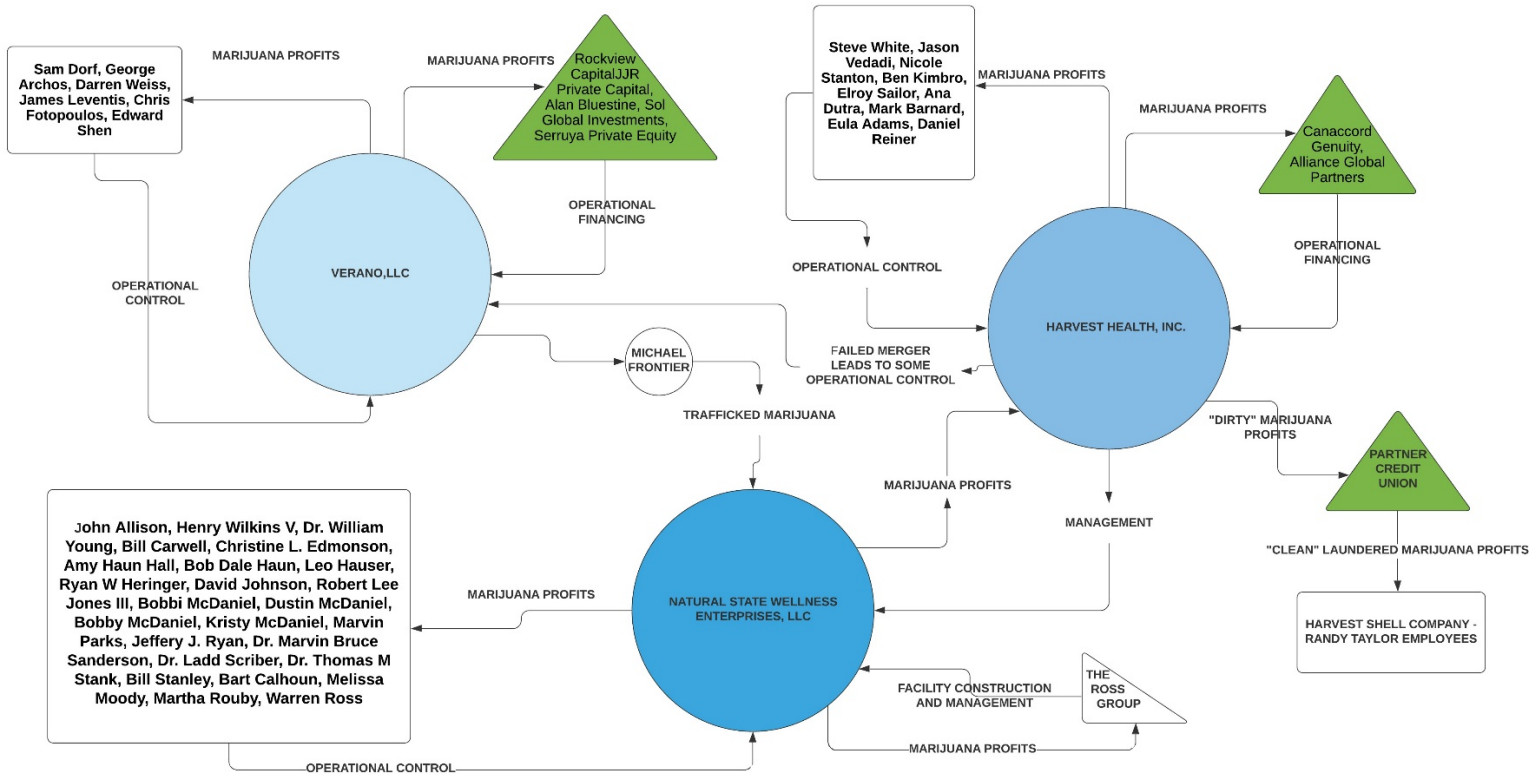 MARIJUANA PROFITS
Sam Dorf, George
Archos, Darren Weiss,
James Leventis, Chris
Fotopoulos, Edward
Shen
MARIJUANA PROFITS
Rockview
CapitalJJR
Private Capital,
Alan Bluestine, Sol
Global Investments,
Serruya Private Equity
OPERATIONAL
FINANCING
VERANO,LLC
OPERATIONAL
CONTROL
Steve White, Jason
Vedadi, Nicole
Stanton, Ben Kimbro,
Elroy Sailor, Ana
Dutra, Mark Barnard,
Eula Adams, Daniel
Reiner
MARIJUANA PROFITS
MARIJUANA PROFITS
Canaccord
Genuity,
Alliance Global
Partners
OPERATIONAL
FINANCING
OPERATIONAL CONTROL
HARVEST HEALTH, INC.
FAILED MERGER
LEADS TO SOME
OPERATIONAL CONTROL
MICHAEL
FRONTIER
TRAFFICKED MARIJUANA
"DIRTY" MARIJUANA
PROFITS
PARTNER
CREDIT
UNION
"CLEAN" LAUNDERED MARIJUANA PROFITS
HARVEST SHELL COMPANY -
RANDY TAYLOR EMPLOYEES
MARIJUANA PROFITS
MANAGEMENT
John Allison, Henry Wilkins V, Dr. William
Young, Bill Carwell, Christine L. Edmonson,
Amy Haun Hall, Bob Dale Haun, Leo Hauser,
Ryan W Heringer, David Johnson, Robert Lee
Jones III, Bobbi McDaniel, Dustin McDaniel,
Bobby McDaniel, Kristy McDaniel, Marvin
Parks, Jeffery J. Ryan, Dr. Marvin Bruce
Sanderson, Dr. Ladd Scriber, Dr. Thomas M
Stank, Bill Stanley, Bart Calhoun, Melissa
Moody, Martha Rouby, Warren Ross
MARIJUANA PROFITS
NATURAL STATE WELLNESS
ENTERPRISES, LLC
FACILITY CONSTRUCTION
AND MANAGEMENT
THE
ROSS
GROUP
MARIJUANA PROFITS
OPERATIONAL CONTROL